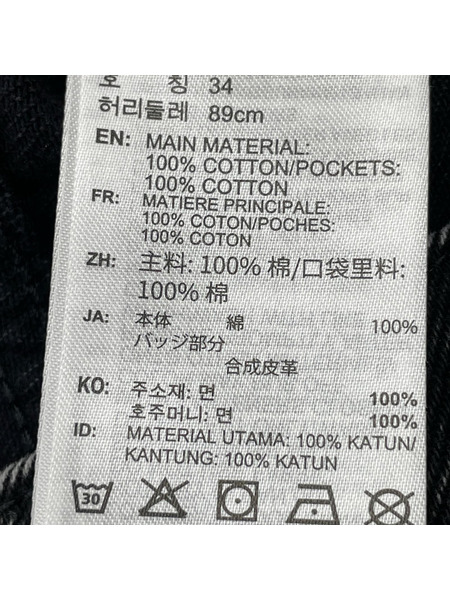 호 칭 34
허리둘레 89cm
EN: MAIN MATERIAL:
100% COTTON/POCKETS:
100% COTTON
FR: MATIERE PRINCIPALE:
100% COTON/POCHES:
100% COTON
ZH: 主料: 100% 棉/口袋里料:
100% 棉
JA: 本体 綿 100%
バッジ部分
合成皮革
KO: 주소재: 면 100%
호주머니: 면 100%
ID: MATERIAL UTAMA: 100% KATUN/
KANTUNG: 100% KATUN
30